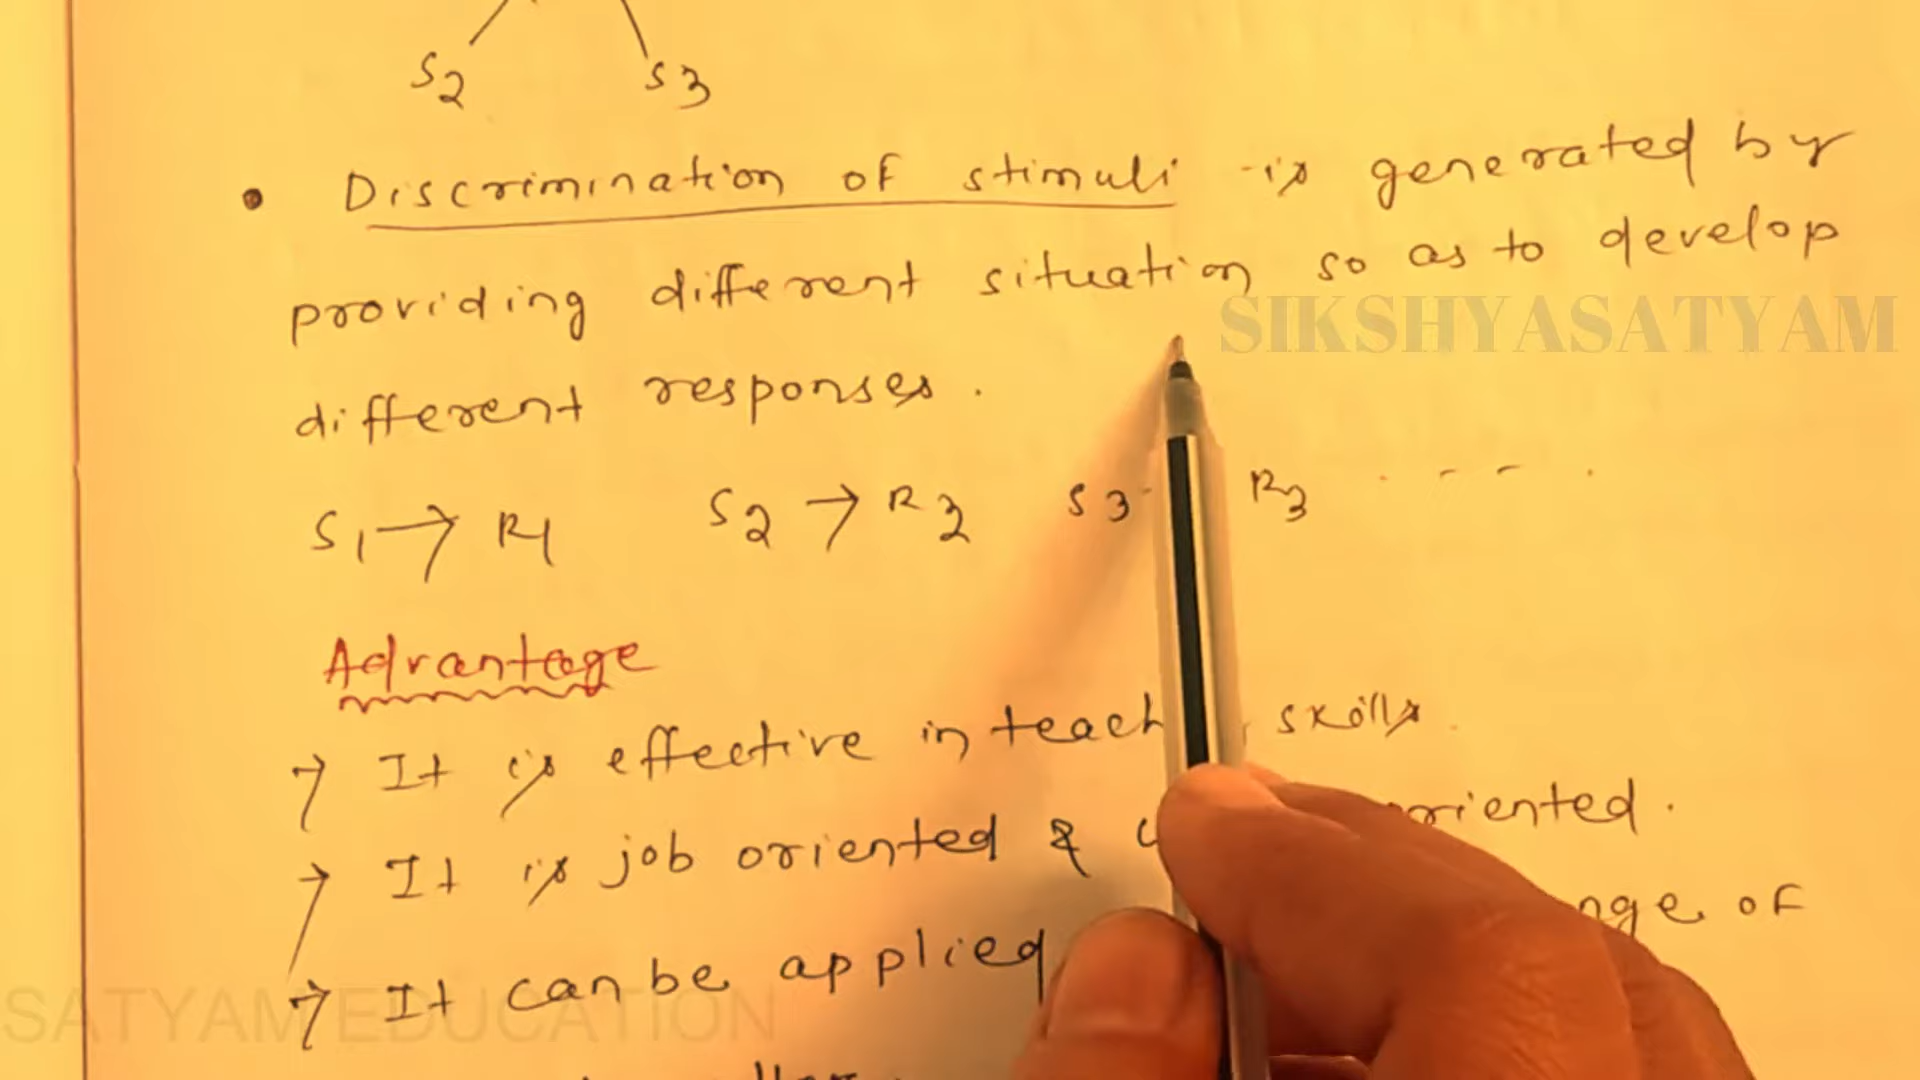 S2 S3
• Discrimination of stimuli is generated by
providing different situation so as to develop
SIKSHYASATYAM
different responses.
S1 → R1 S2 → R2 S3 R3 . - - .
Advantage
→ It is effective in skills.
→ It is job oriented & oriented.
→ It can be applied of
SATYAM EDUCATION